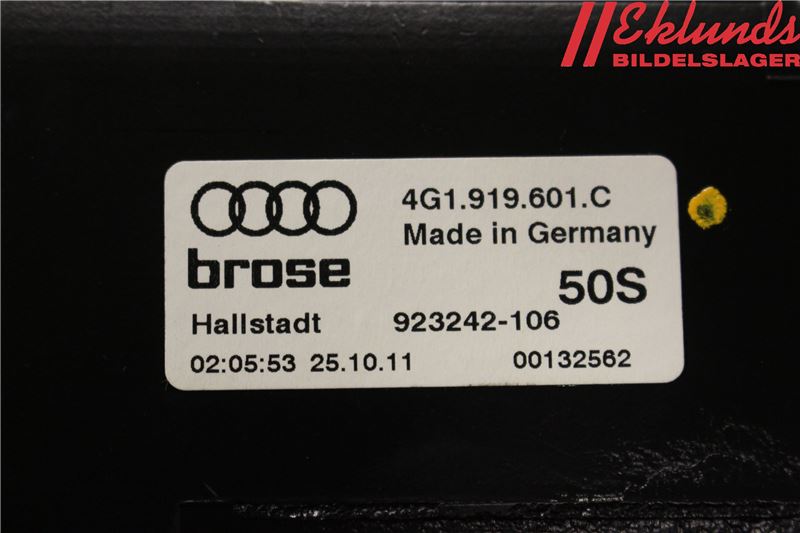 Eklunds
BILDELSLAGER
4G1.919.601.C
Made in Germany
brose
50S
Hallstadt 923242-106
02:05:53 25.10.11 00132562